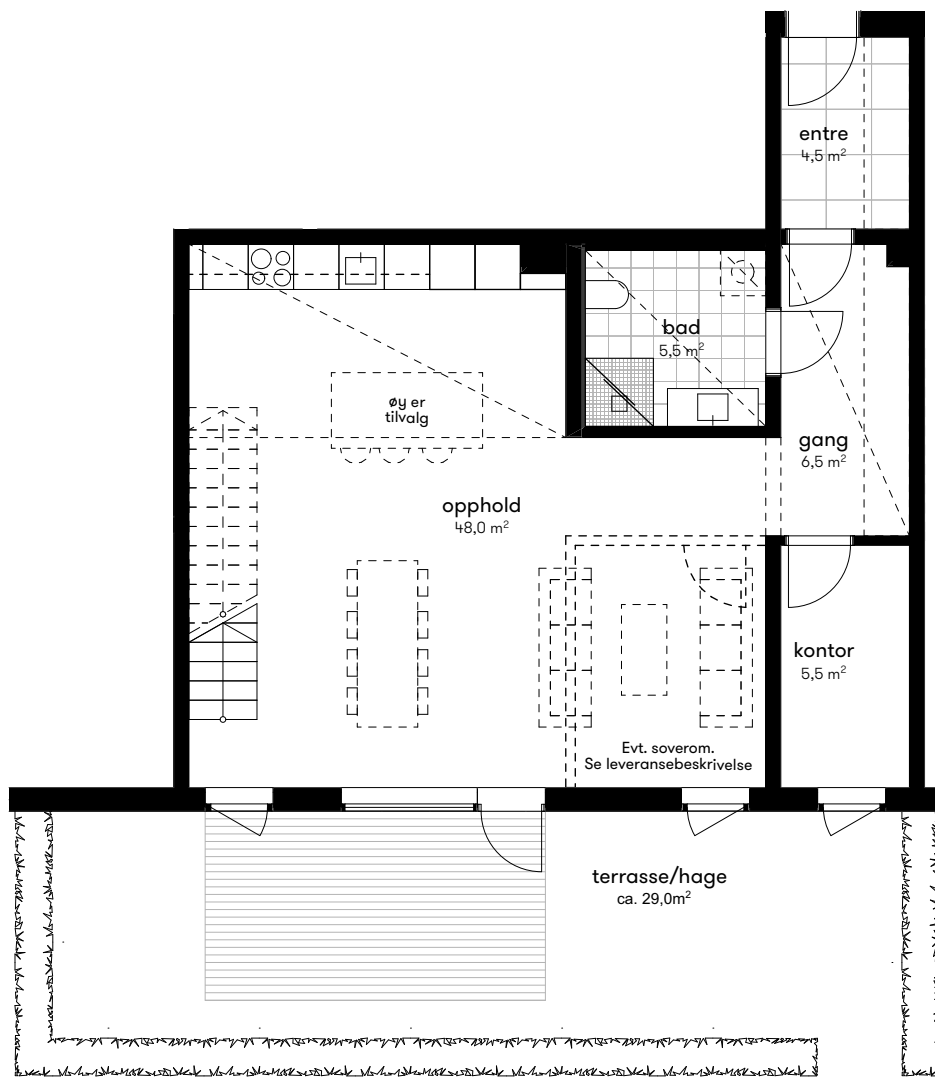 entre
4,5 m²
bad
5,5 m²
øy er
tilvalg
gang
6,5 m²
opphold
48,0 m²
kontor
5,5 m²
Evt. soverom.
Se leveransebeskrivelse
terrasse/hage
ca. 29,0m²